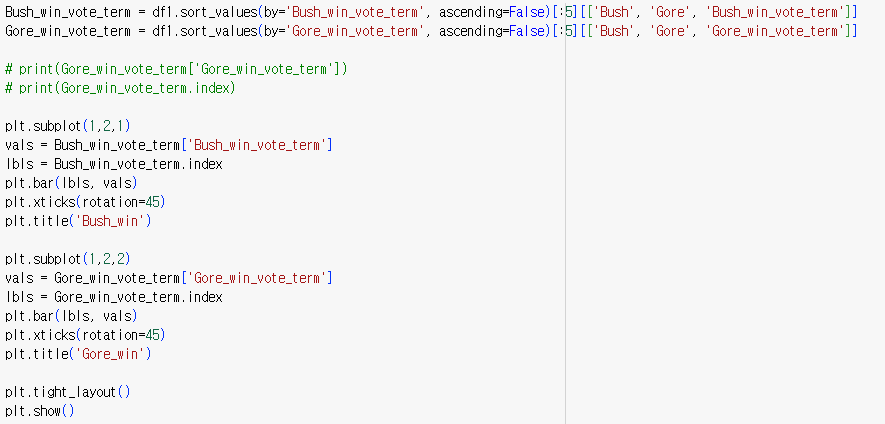 Bush_win_vote_term = df1.sort_values(by='Bush_win_vote_term', ascending=False)[:5][['Bush', 'Gore', 'Bush_win_vote_term']]
Gore_win_vote_term = df1.sort_values(by='Gore_win_vote_term', ascending=False)[:5][['Bush', 'Gore', 'Gore_win_vote_term']]

# print(Gore_win_vote_term['Gore_win_vote_term'])
# print(Gore_win_vote_term.index)

plt.subplot(1,2,1)
vals = Bush_win_vote_term['Bush_win_vote_term']
lbls = Bush_win_vote_term.index
plt.bar(lbls, vals)
plt.xticks(rotation=45)
plt.title('Bush_win')

plt.subplot(1,2,2)
vals = Gore_win_vote_term['Gore_win_vote_term']
lbls = Gore_win_vote_term.index
plt.bar(lbls, vals)
plt.xticks(rotation=45)
plt.title('Gore_win')

plt.tight_layout()
plt.show()